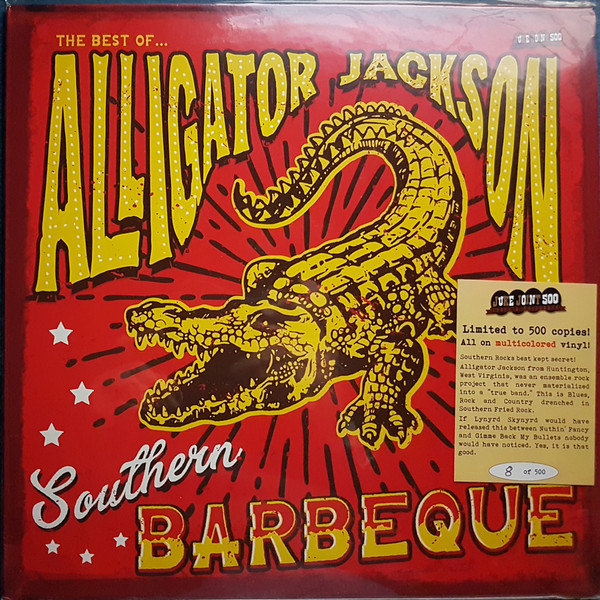 THE BEST OF...
ALLIGATOR JACKSON
JUKE JOINT 500
Limited to 500 copies!
All on multicolored vinyl!
Southern Rocks best kept secret!
Alligator Jackson from Huntington,
West Virginia, was an ensemble rock
project that never materialized
into a "true band." This is Blues,
Rock and Country drenched in
Southern Fried Rock.
If Lynyrd Skynyrd would have
released this between Nuthin' Fancy
and Gimme Back My Bullets nobody
would have noticed. Yes, it is that
good.
8 of 500
Southern
BARBEQUE